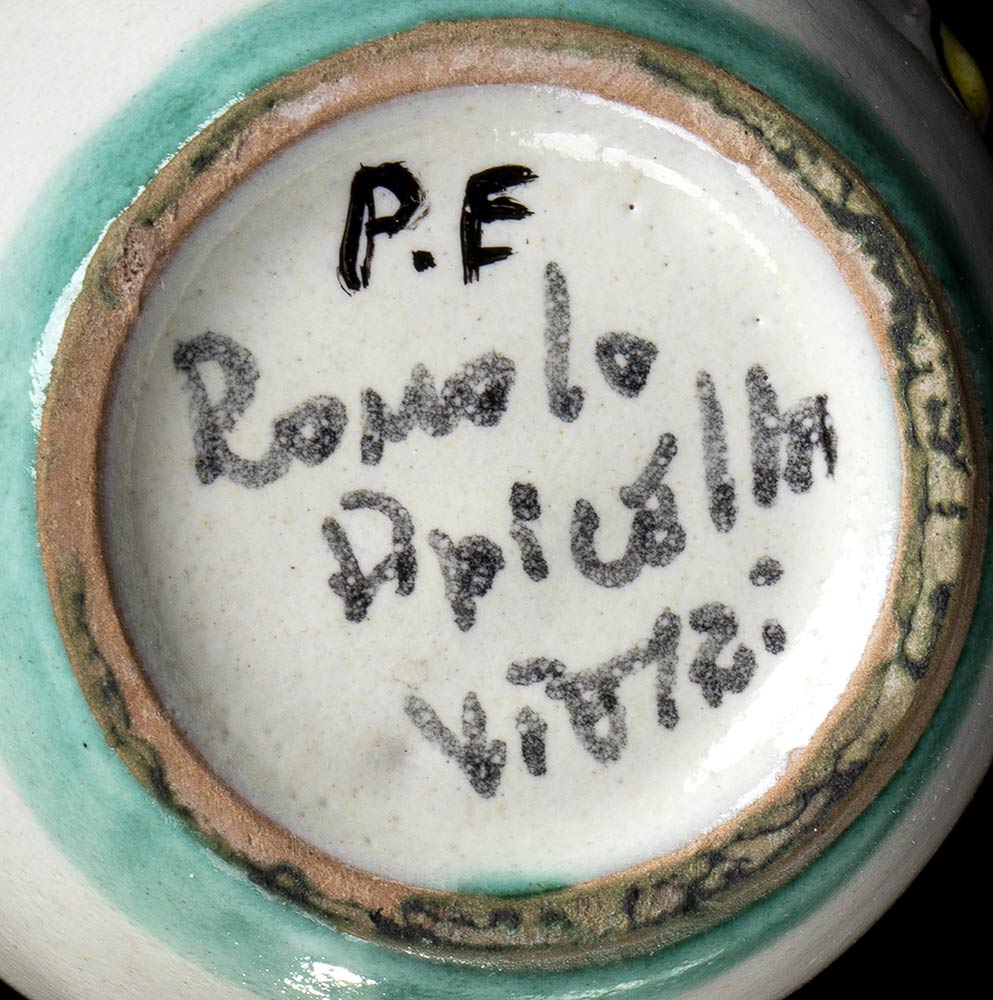 P.E
Romolo
Apicella
Vietri